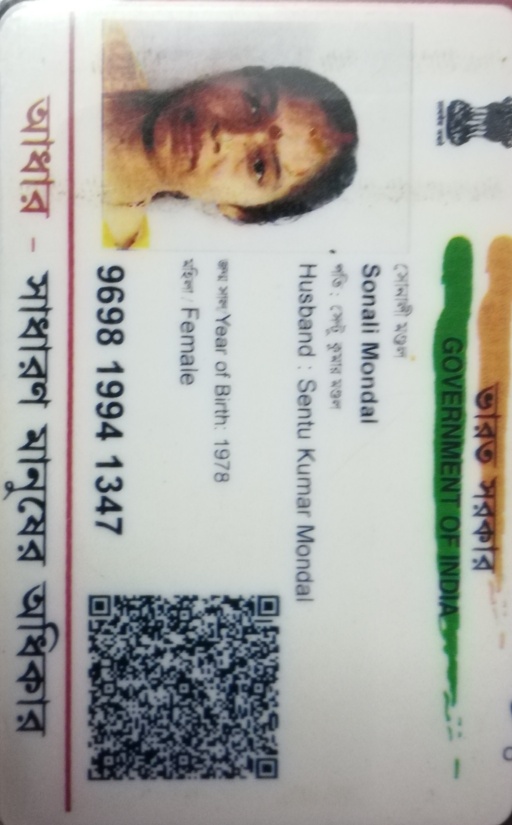 ভারত সরকার
GOVERNMENT OF INDIA
সোনালী মণ্ডল
Sonali Mondal
পতি : সেন্টু কুমার মণ্ডল
Husband : Sentu Kumar Mondal
জন্ম সাল/Year of Birth: 1978
মহিলা / Female
9698 1994 1347
আধার - সাধারণ মানুষের অধিকার